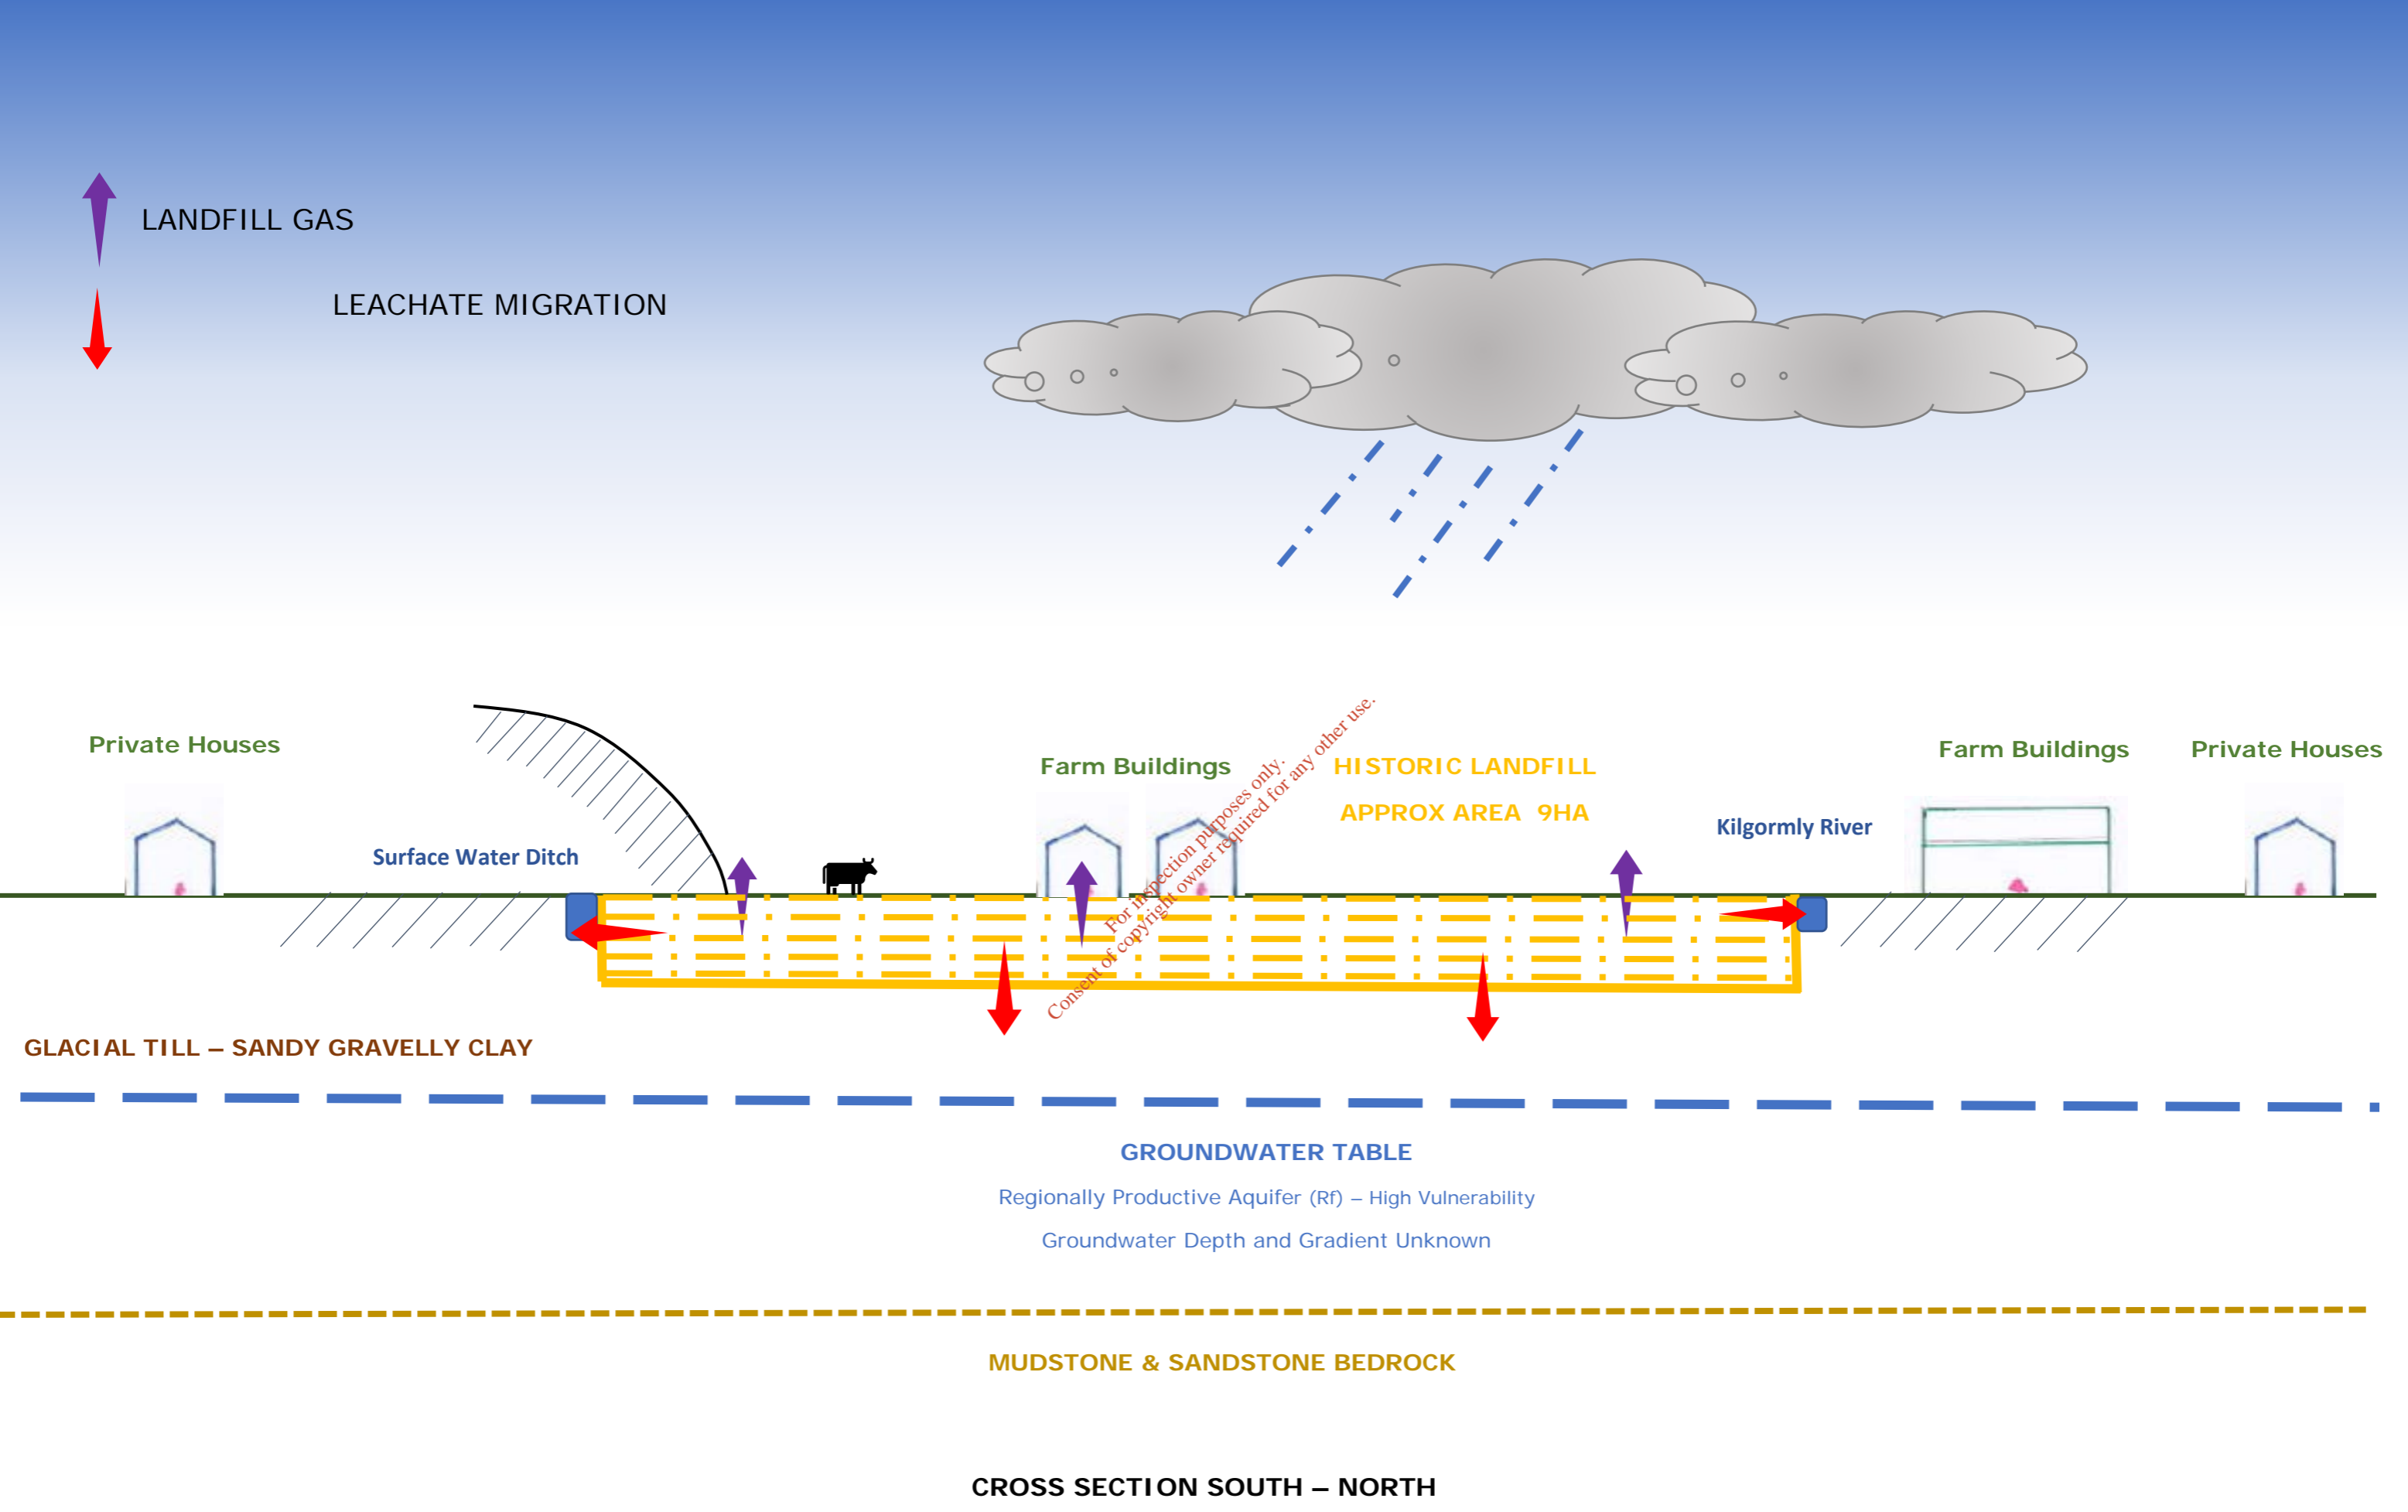 LANDFILL GAS
LEACHATE MIGRATION
Private Houses
Farm Buildings
HISTORIC LANDFILL
APPROX AREA 9HA
Farm Buildings
Private Houses
Surface Water Ditch
Kilgormly River
For inspection purposes only.
Consent of copyright owner required for any other use.
GLACIAL TILL – SANDY GRAVELLY CLAY
GROUNDWATER TABLE
Regionally Productive Aquifer (Rf) – High Vulnerability
Groundwater Depth and Gradient Unknown
MUDSTONE & SANDSTONE BEDROCK
CROSS SECTION SOUTH – NORTH